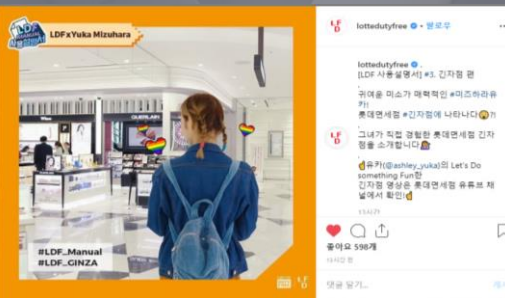 LDFxYuka Mizuhara
GUERLAIN
#LDF_Manual
#LDF_GINZA
lottedutyfree • 팔로우
lottedutyfree
[LDF 사용설명서] #3. 긴자점 편
귀여운 미소가 매력적인 #미즈하라유
카!
롯데면세점 #긴자점에 나타나다😱?!
그녀가 직접 경험한 롯데면세점 긴자
점을 소개합니다
유카(@ashley_yuka)의 Let's Do
something Fun한
긴자점 영상은 롯데면세점 유튜브 채
널에서 확인!
좋아요 598개
댓글 달기...